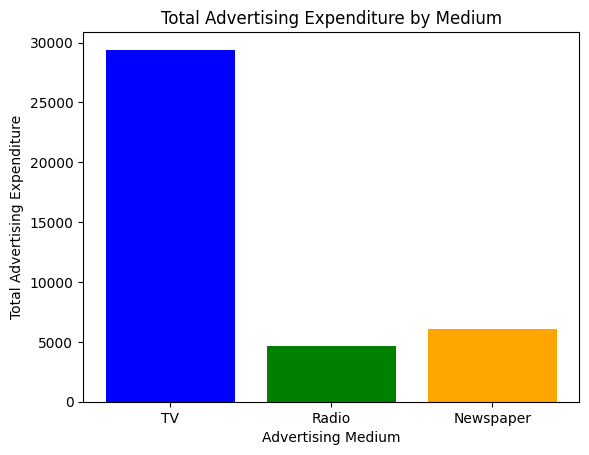 Total Advertising Expenditure by Medium
Total Advertising Expenditure
30000
25000
20000
15000
10000
5000
0
TV
Radio
Newspaper
Advertising Medium